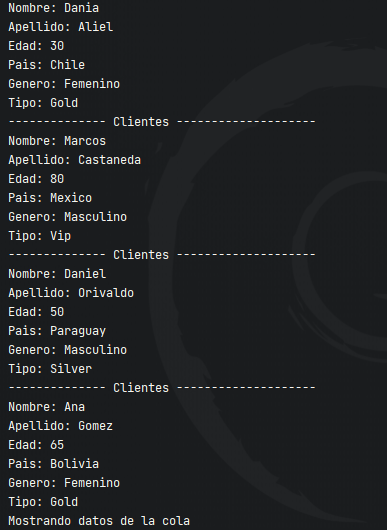 Nombre: Dania
Apellido: Aliel
Edad: 30
Pais: Chile
Genero: Femenino
Tipo: Gold
-------------- Clientes --------------------
Nombre: Marcos
Apellido: Castaneda
Edad: 80
Pais: Mexico
Genero: Masculino
Tipo: Vip
-------------- Clientes --------------------
Nombre: Daniel
Apellido: Orivaldo
Edad: 50
Pais: Paraguay
Genero: Masculino
Tipo: Silver
-------------- Clientes --------------------
Nombre: Ana
Apellido: Gomez
Edad: 65
Pais: Bolivia
Genero: Femenino
Tipo: Gold
Mostrando datos de la cola